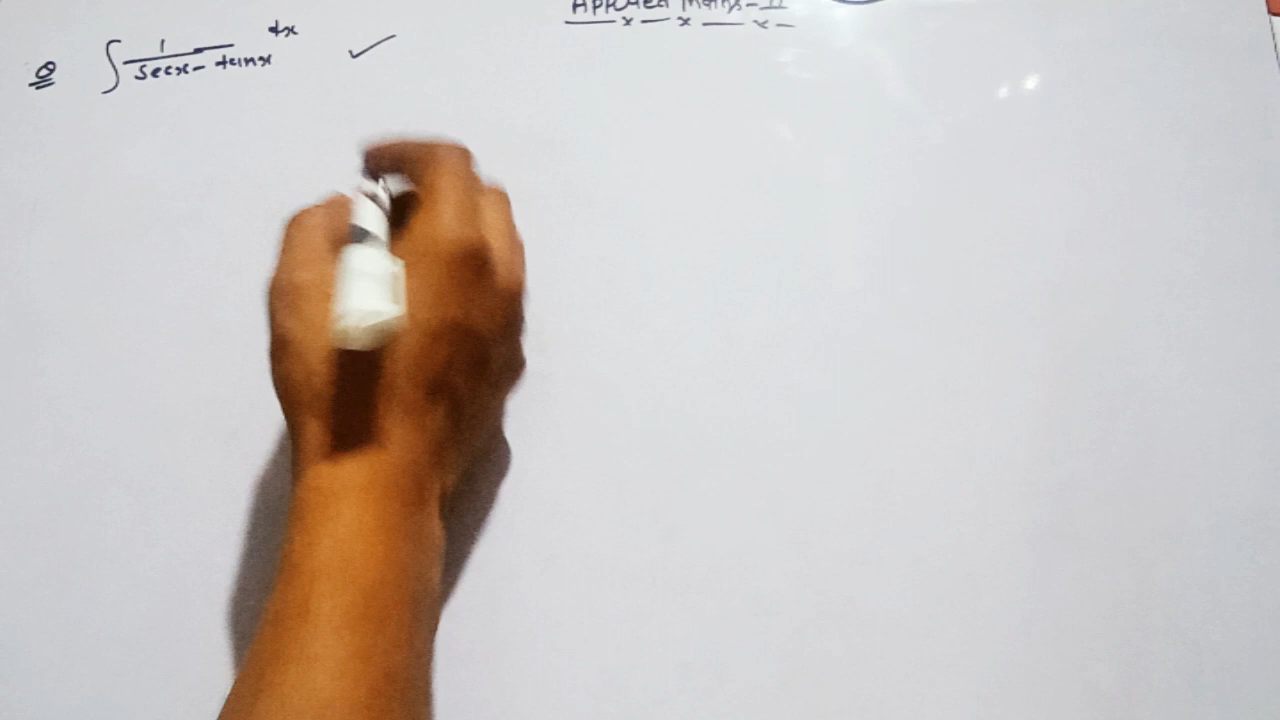 Applied Maths-II
Q ∫ 1/(secx - tanx) dx ✓